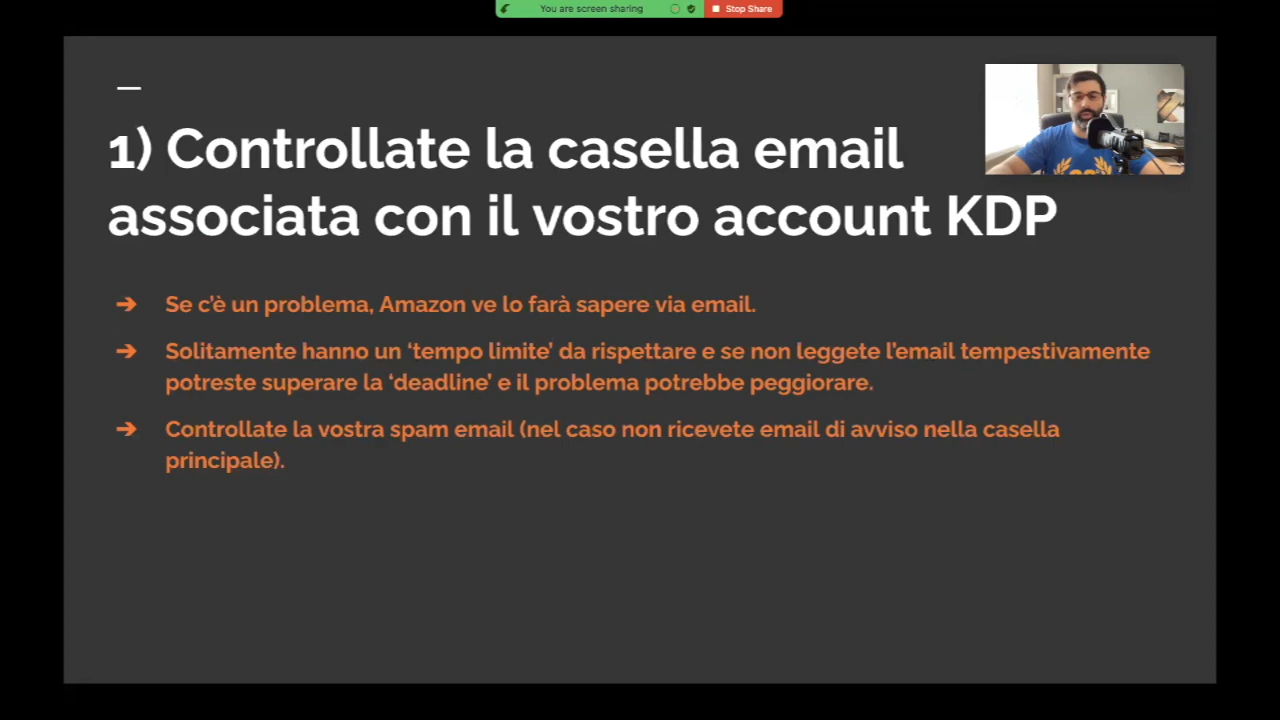 You are screen sharing
Stop Share
1) Controllate la casella email
associata con il vostro account KDP
➔ Se c’è un problema, Amazon ve lo farà sapere via email.
➔ Solitamente hanno un ‘tempo limite’ da rispettare e se non leggete l’email tempestivamente
potreste superare la ‘deadline’ e il problema potrebbe peggiorare.
➔ Controllate la vostra spam email (nel caso non ricevete email di avviso nella casella
principale).